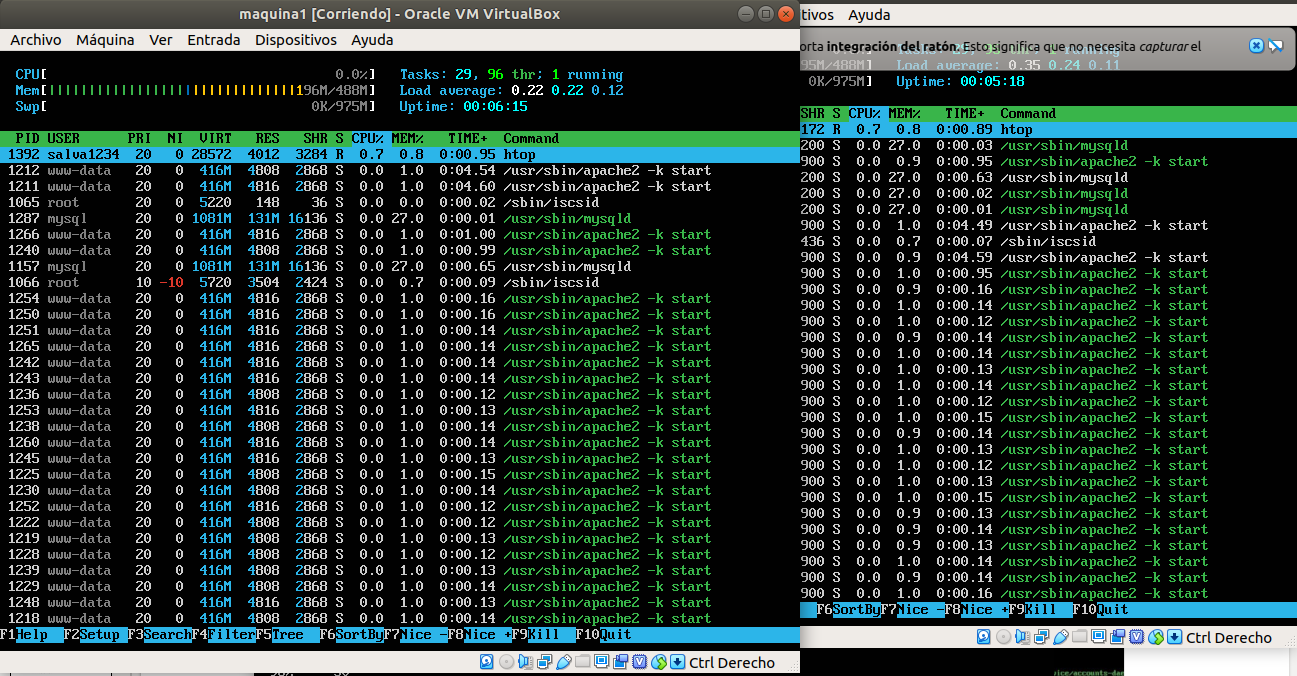 maquina1 [Corriendo] - Oracle VM VirtualBox
Archivo Máquina Ver Entrada Dispositivos Ayuda
CPU[ 0.0%] Tasks: 29, 96 thr; 1 running
Mem[||||||||||||||||||||||||||||||||196M/488M] Load average: 0.22 0.22 0.12
Swp[ 0K/975M] Uptime: 00:06:15
PID USER PRI NI VIRT RES SHR S CPU% MEM% TIME+ Command
1392 salva1234 20 0 28572 4012 3284 R 0.7 0.8 0:00.95 htop
1212 www-data 20 0 416M 4808 2868 S 0.0 1.0 0:04.54 /usr/sbin/apache2 -k start
1211 www-data 20 0 416M 4816 2868 S 0.0 1.0 0:04.60 /usr/sbin/apache2 -k start
1065 root 20 0 5220 148 36 S 0.0 0.0 0:00.02 /sbin/iscsid
1287 mysql 20 0 1081M 131M 16136 S 0.0 27.0 0:00.01 /usr/sbin/mysqld
1266 www-data 20 0 416M 4816 2868 S 0.0 1.0 0:01.00 /usr/sbin/apache2 -k start
1240 www-data 20 0 416M 4808 2868 S 0.0 1.0 0:00.99 /usr/sbin/apache2 -k start
1157 mysql 20 0 1081M 131M 16136 S 0.0 27.0 0:00.65 /usr/sbin/mysqld
1066 root 10 -10 5720 3504 2424 S 0.0 0.7 0:00.09 /sbin/iscsid
1254 www-data 20 0 416M 4816 2868 S 0.0 1.0 0:00.16 /usr/sbin/apache2 -k start
1250 www-data 20 0 416M 4816 2868 S 0.0 1.0 0:00.16 /usr/sbin/apache2 -k start
1251 www-data 20 0 416M 4816 2868 S 0.0 1.0 0:00.14 /usr/sbin/apache2 -k start
1265 www-data 20 0 416M 4816 2868 S 0.0 1.0 0:00.14 /usr/sbin/apache2 -k start
1242 www-data 20 0 416M 4816 2868 S 0.0 1.0 0:00.14 /usr/sbin/apache2 -k start
1243 www-data 20 0 416M 4816 2868 S 0.0 1.0 0:00.14 /usr/sbin/apache2 -k start
1236 www-data 20 0 416M 4808 2868 S 0.0 1.0 0:00.12 /usr/sbin/apache2 -k start
1253 www-data 20 0 416M 4816 2868 S 0.0 1.0 0:00.13 /usr/sbin/apache2 -k start
1238 www-data 20 0 416M 4808 2868 S 0.0 1.0 0:00.14 /usr/sbin/apache2 -k start
1260 www-data 20 0 416M 4816 2868 S 0.0 1.0 0:00.14 /usr/sbin/apache2 -k start
1245 www-data 20 0 416M 4816 2868 S 0.0 1.0 0:00.13 /usr/sbin/apache2 -k start
1225 www-data 20 0 416M 4808 2868 S 0.0 1.0 0:00.15 /usr/sbin/apache2 -k start
1230 www-data 20 0 416M 4808 2868 S 0.0 1.0 0:00.14 /usr/sbin/apache2 -k start
1252 www-data 20 0 416M 4816 2868 S 0.0 1.0 0:00.12 /usr/sbin/apache2 -k start
1222 www-data 20 0 416M 4808 2868 S 0.0 1.0 0:00.12 /usr/sbin/apache2 -k start
1219 www-data 20 0 416M 4808 2868 S 0.0 1.0 0:00.13 /usr/sbin/apache2 -k start
1228 www-data 20 0 416M 4808 2868 S 0.0 1.0 0:00.12 /usr/sbin/apache2 -k start
1239 www-data 20 0 416M 4808 2868 S 0.0 1.0 0:00.13 /usr/sbin/apache2 -k start
1229 www-data 20 0 416M 4808 2868 S 0.0 1.0 0:00.14 /usr/sbin/apache2 -k start
1248 www-data 20 0 416M 4816 2868 S 0.0 1.0 0:00.13 /usr/sbin/apache2 -k start
1218 www-data 20 0 416M 4808 2868 S 0.0 1.0 0:00.14 /usr/sbin/apache2 -k start
F1Help F2Setup F3SearchF4FilterF5Tree F6SortByF7Nice -F8Nice +F9Kill F10Quit
Ctrl Derecho
tivos Ayuda
orta integración del ratón. Esto significa que no necesita capturar el
95M/488M] Load average: 0.35 0.24 0.11
0K/975M] Uptime: 00:05:18
SHR S CPU% MEM% TIME+ Command
172 R 0.7 0.8 0:00.89 htop
200 S 0.0 27.0 0:00.03 /usr/sbin/mysqld
900 S 0.0 0.9 0:00.95 /usr/sbin/apache2 -k start
200 S 0.0 27.0 0:00.63 /usr/sbin/mysqld
200 S 0.0 27.0 0:00.02 /usr/sbin/mysqld
200 S 0.0 27.0 0:00.01 /usr/sbin/mysqld
900 S 0.0 1.0 0:04.49 /usr/sbin/apache2 -k start
436 S 0.0 0.7 0:00.07 /sbin/iscsid
900 S 0.0 0.9 0:04.59 /usr/sbin/apache2 -k start
900 S 0.0 1.0 0:00.95 /usr/sbin/apache2 -k start
900 S 0.0 0.9 0:00.16 /usr/sbin/apache2 -k start
900 S 0.0 1.0 0:00.14 /usr/sbin/apache2 -k start
900 S 0.0 1.0 0:00.12 /usr/sbin/apache2 -k start
900 S 0.0 0.9 0:00.14 /usr/sbin/apache2 -k start
900 S 0.0 1.0 0:00.14 /usr/sbin/apache2 -k start
900 S 0.0 1.0 0:00.13 /usr/sbin/apache2 -k start
900 S 0.0 1.0 0:00.14 /usr/sbin/apache2 -k start
900 S 0.0 1.0 0:00.12 /usr/sbin/apache2 -k start
900 S 0.0 1.0 0:00.15 /usr/sbin/apache2 -k start
900 S 0.0 0.9 0:00.14 /usr/sbin/apache2 -k start
900 S 0.0 1.0 0:00.13 /usr/sbin/apache2 -k start
900 S 0.0 1.0 0:00.12 /usr/sbin/apache2 -k start
900 S 0.0 0.9 0:00.13 /usr/sbin/apache2 -k start
900 S 0.0 1.0 0:00.15 /usr/sbin/apache2 -k start
900 S 0.0 0.9 0:00.13 /usr/sbin/apache2 -k start
900 S 0.0 0.9 0:00.14 /usr/sbin/apache2 -k start
900 S 0.0 0.9 0:00.13 /usr/sbin/apache2 -k start
900 S 0.0 1.0 0:00.14 /usr/sbin/apache2 -k start
900 S 0.0 0.9 0:00.14 /usr/sbin/apache2 -k start
900 S 0.0 1.0 0:00.16 /usr/sbin/apache2 -k start
F6SortByF7Nice -F8Nice +F9Kill F10Quit
Ctrl Derecho